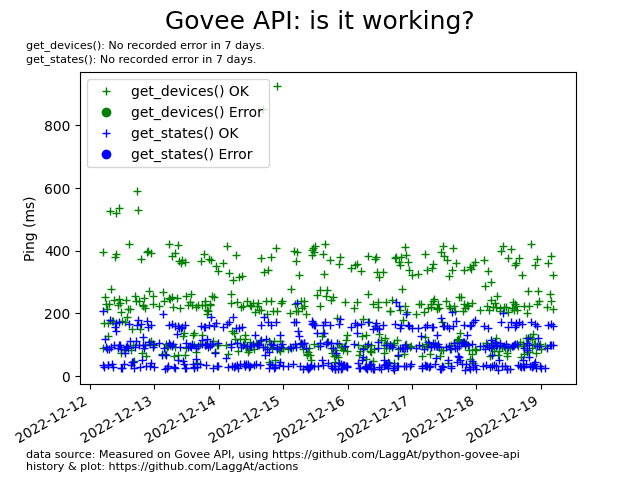 Govee API: is it working?
get_devices(): No recorded error in 7 days.
get_states(): No recorded error in 7 days.
get_devices() OK
get_devices() Error
get_states() OK
get_states() Error
Ping (ms)
800
600
400
200
0
2022-12-12
2022-12-13
2022-12-14
2022-12-15
2022-12-16
2022-12-17
2022-12-18
2022-12-19
data source: Measured on Govee API, using https://github.com/LaggAt/python-govee-api
history & plot: https://github.com/LaggAt/actions